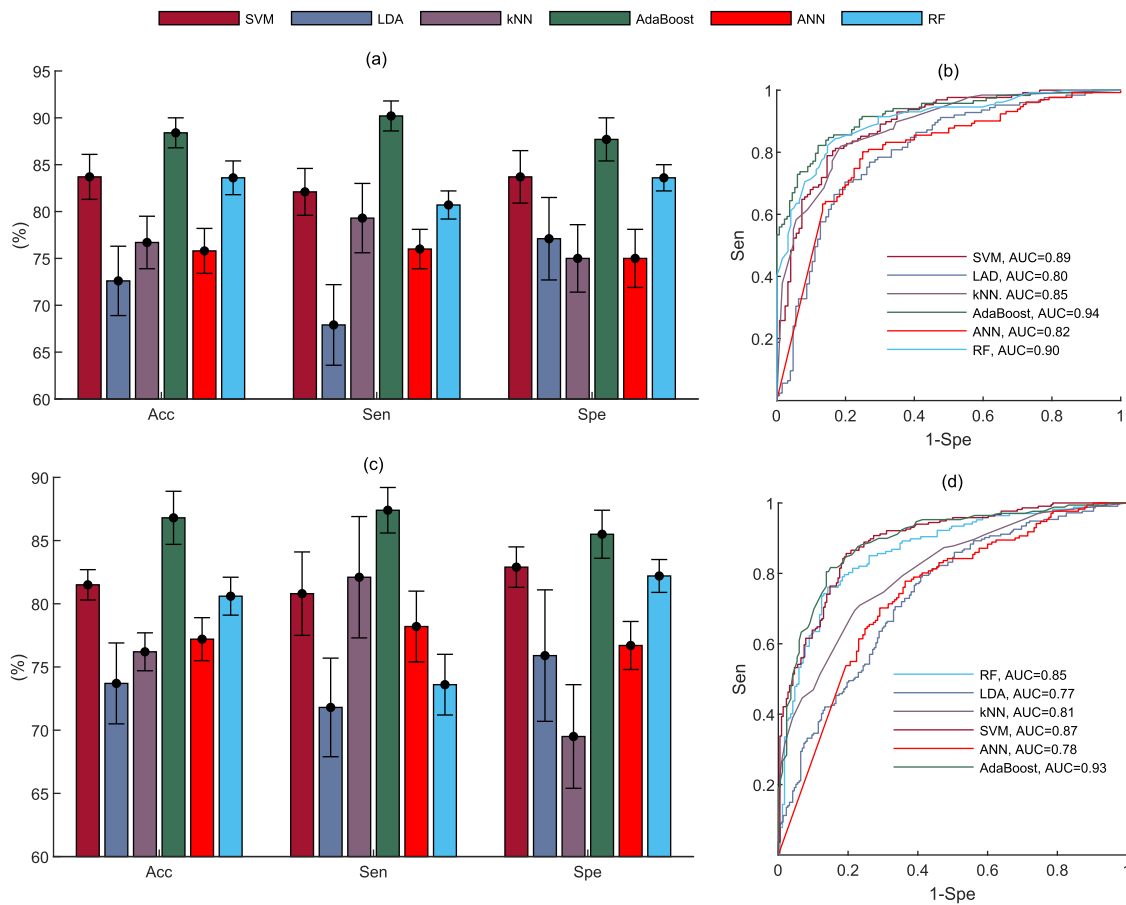 SVM LDA kNN AdaBoost ANN RF
(a)
95
90
85
80
75
70
65
60
(%)
Acc Sen Spe
(b)
1
0.8
0.6
0.4
0.2
Sen
SVM, AUC=0.89
LAD, AUC=0.80
kNN. AUC=0.85
AdaBoost, AUC=0.94
ANN, AUC=0.82
RF, AUC=0.90
0 0.2 0.4 0.6 0.8 1
1-Spe
(c)
90
85
80
75
70
65
60
(%)
Acc Sen Spe
(d)
1
0.8
0.6
0.4
0.2
Sen
RF, AUC=0.85
LDA, AUC=0.77
kNN, AUC=0.81
SVM, AUC=0.87
ANN, AUC=0.78
AdaBoost, AUC=0.93
0 0.2 0.4 0.6 0.8 1
1-Spe